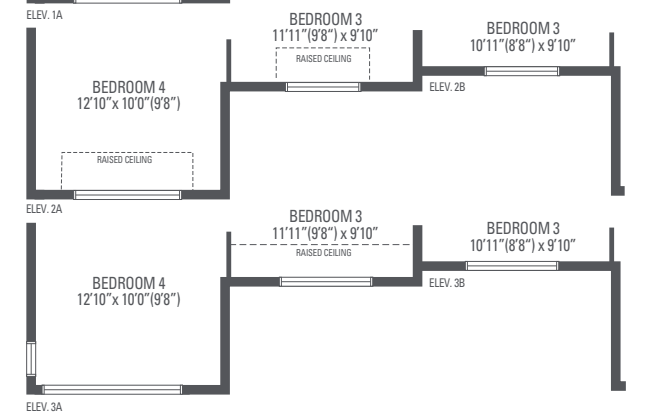 ELEV. 1A
BEDROOM 3
11'11"(9'8") x 9'10"
RAISED CEILING
BEDROOM 3
10'11"(8'8") x 9'10"
ELEV. 2B
BEDROOM 4
12'10"x 10'0"(9'8")
RAISED CEILING
ELEV. 2A
BEDROOM 3
11'11"(9'8") x 9'10"
RAISED CEILING
BEDROOM 3
10'11"(8'8") x 9'10"
ELEV. 3B
BEDROOM 4
12'10"x 10'0"(9'8")
ELEV. 3A